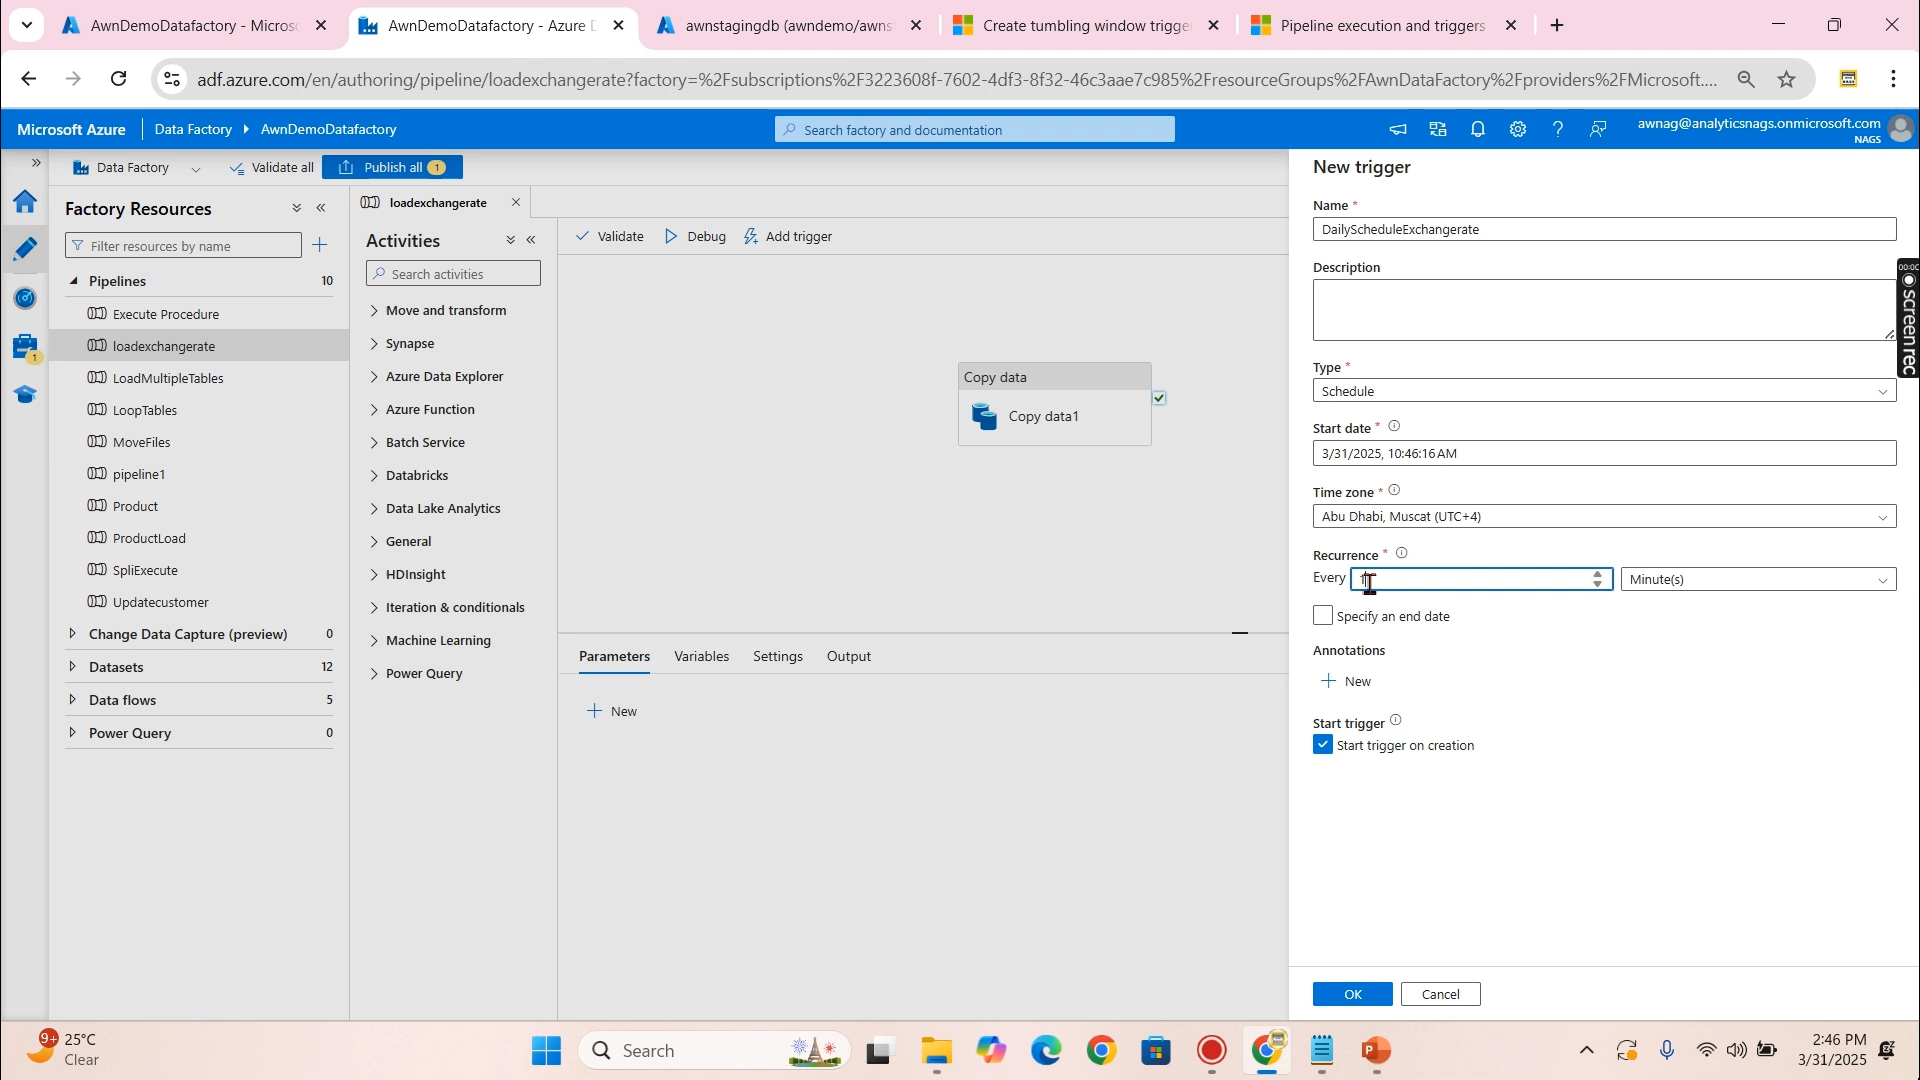 AwnDemoDatafactory - Micros
AwnDemoDatafactory - Azure D
awnstagingdb (awndemo/awns
Create tumbling window trigge
Pipeline execution and triggers
adf.azure.com/en/authoring/pipeline/loadexchangerate?factory=%2Fsubscriptions%2F3223608f-7602-4df3-8f32-46c3aae7c985%2FresourceGroups%2FAwnDataFactory%2Fproviders%2FMicrosoft....
Microsoft Azure
Data Factory
AwnDemoDatafactory
Search factory and documentation
awnag@analyticsnags.onmicrosoft.com
NAGS
Data Factory
Validate all
Publish all 1
Factory Resources
Filter resources by name
Pipelines 10
Execute Procedure
loadexchangerate
LoadMultipleTables
LoopTables
MoveFiles
pipeline1
Product
ProductLoad
SpliExecute
Updatecustomer
Change Data Capture (preview) 0
Datasets 12
Data flows 5
Power Query 0
1
loadexchangerate
Activities
Search activities
Move and transform
Synapse
Azure Data Explorer
Azure Function
Batch Service
Databricks
Data Lake Analytics
General
HDInsight
Iteration & conditionals
Machine Learning
Power Query
Validate
Debug
Add trigger
Copy data
Copy data1
Parameters
Variables
Settings
Output
New
New trigger
Name *
DailyScheduleExchangerate
Description
Type *
Schedule
Start date *
3/31/2025, 10:46:16 AM
Time zone *
Abu Dhabi, Muscat (UTC+4)
Recurrence *
Every
Minute(s)
Specify an end date
Annotations
New
Start trigger
Start trigger on creation
OK
Cancel
screenrec
9+
25°C
Clear
Search
2:46 PM
3/31/2025